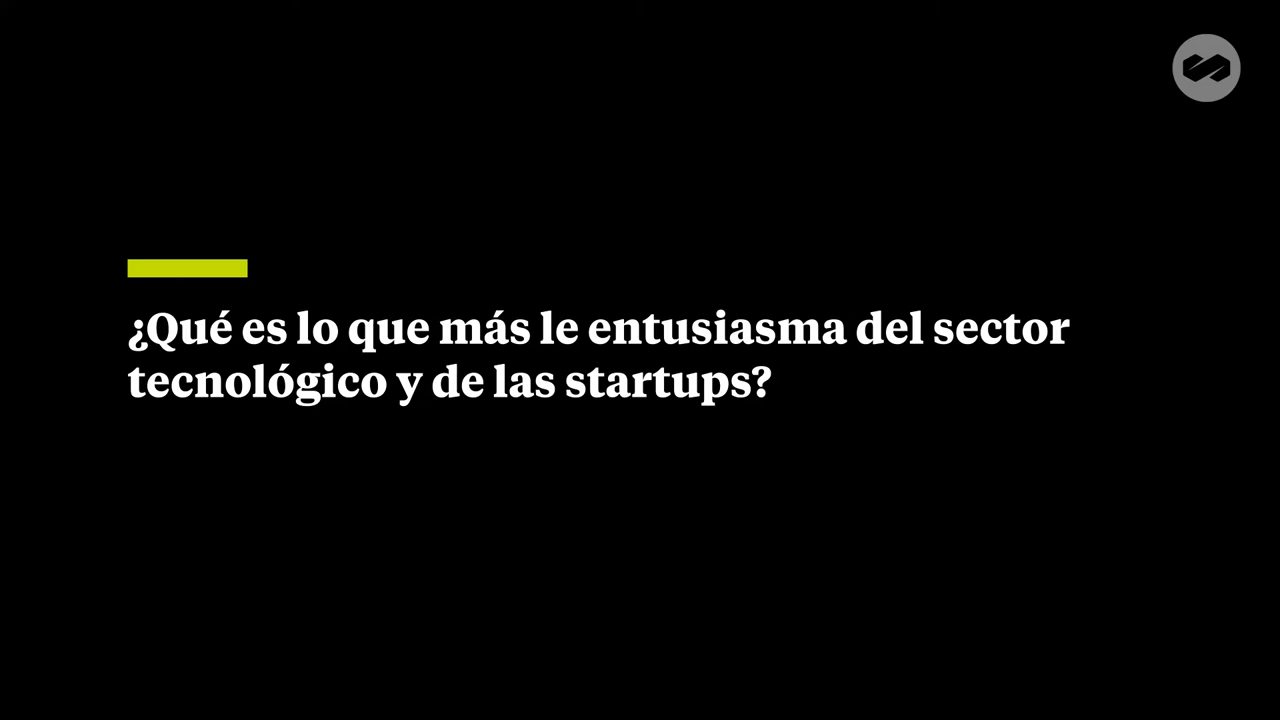 ¿Qué es lo que más le entusiasma del sector
tecnológico y de las startups?